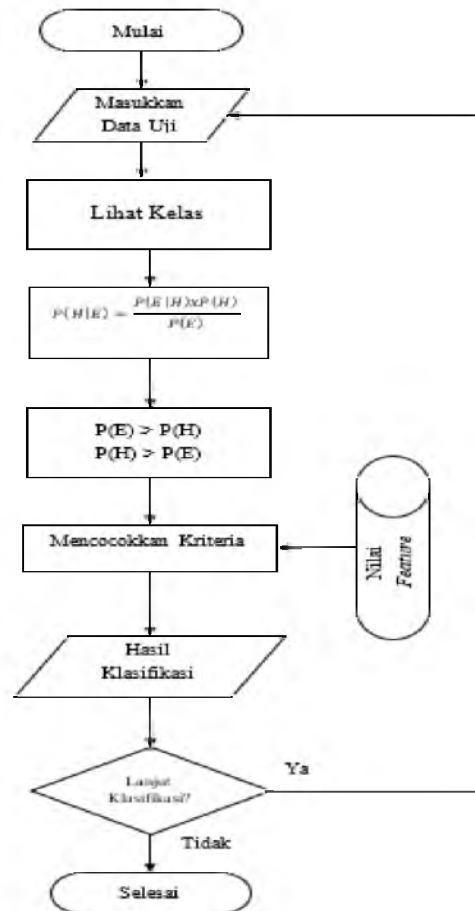 Mulai
Masukkan
Data Uji
Lihat Kelas
P(H|E) = P(E|H)xP(H)
P(E)
P(E) > P(H)
P(H) > P(E)
Mencocokkan Kriteria
Nilai
Feature
Hasil
Klasifikasi
Lanjut
Klasifikasi?
Ya
Tidak
Selesai